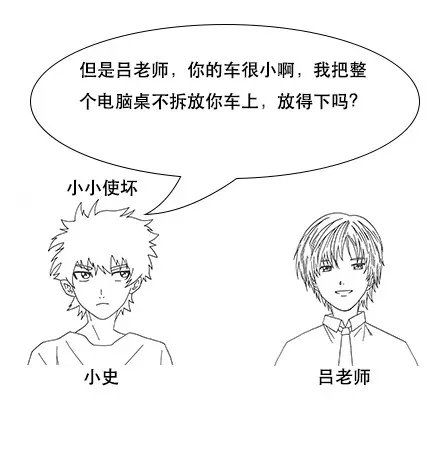 但是吕老师，你的车很小啊，我把整
个电脑桌不拆放你车上，放得下吗？
小小使坏
小史
吕老师